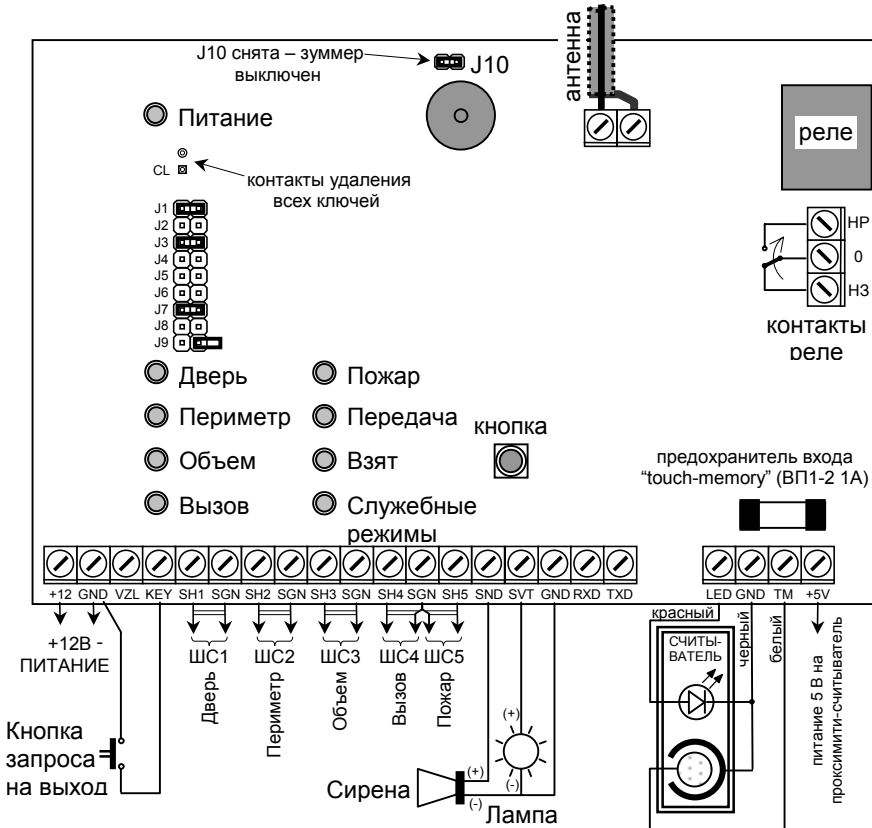 J10 снята – зуммер
выключен
J10
антенна
Питание
реле
CL
контакты удаления
всех ключей
J1
J2
J3
J4
J5
J6
J7
J8
J9
НР
0
НЗ
контакты
реле
Дверь
Пожар
Периметр
Передача
кнопка
Объем
Взят
Вызов
Служебные
режимы
предохранитель входа
“touch-memory” (ВП1-2 1А)
+12 GND VZL KEY SH1 SGN SH2 SGN SH3 SGN SH4 SGN SH5 SND SVT GND RXD TXD
LED GND TM +5V
+12В -
ПИТАНИЕ
ШС1
Дверь
ШС2
Периметр
ШС3
Объем
ШС4
Вызов
ШС5
Пожар
красный
черный
белый
СЧИТЫ-
ВАТЕЛЬ
питание 5 В на
проксимити-считыватель
Кнопка
запроса
на выход
Сирена
(+)
(-)
(+)
(-)
Лампа